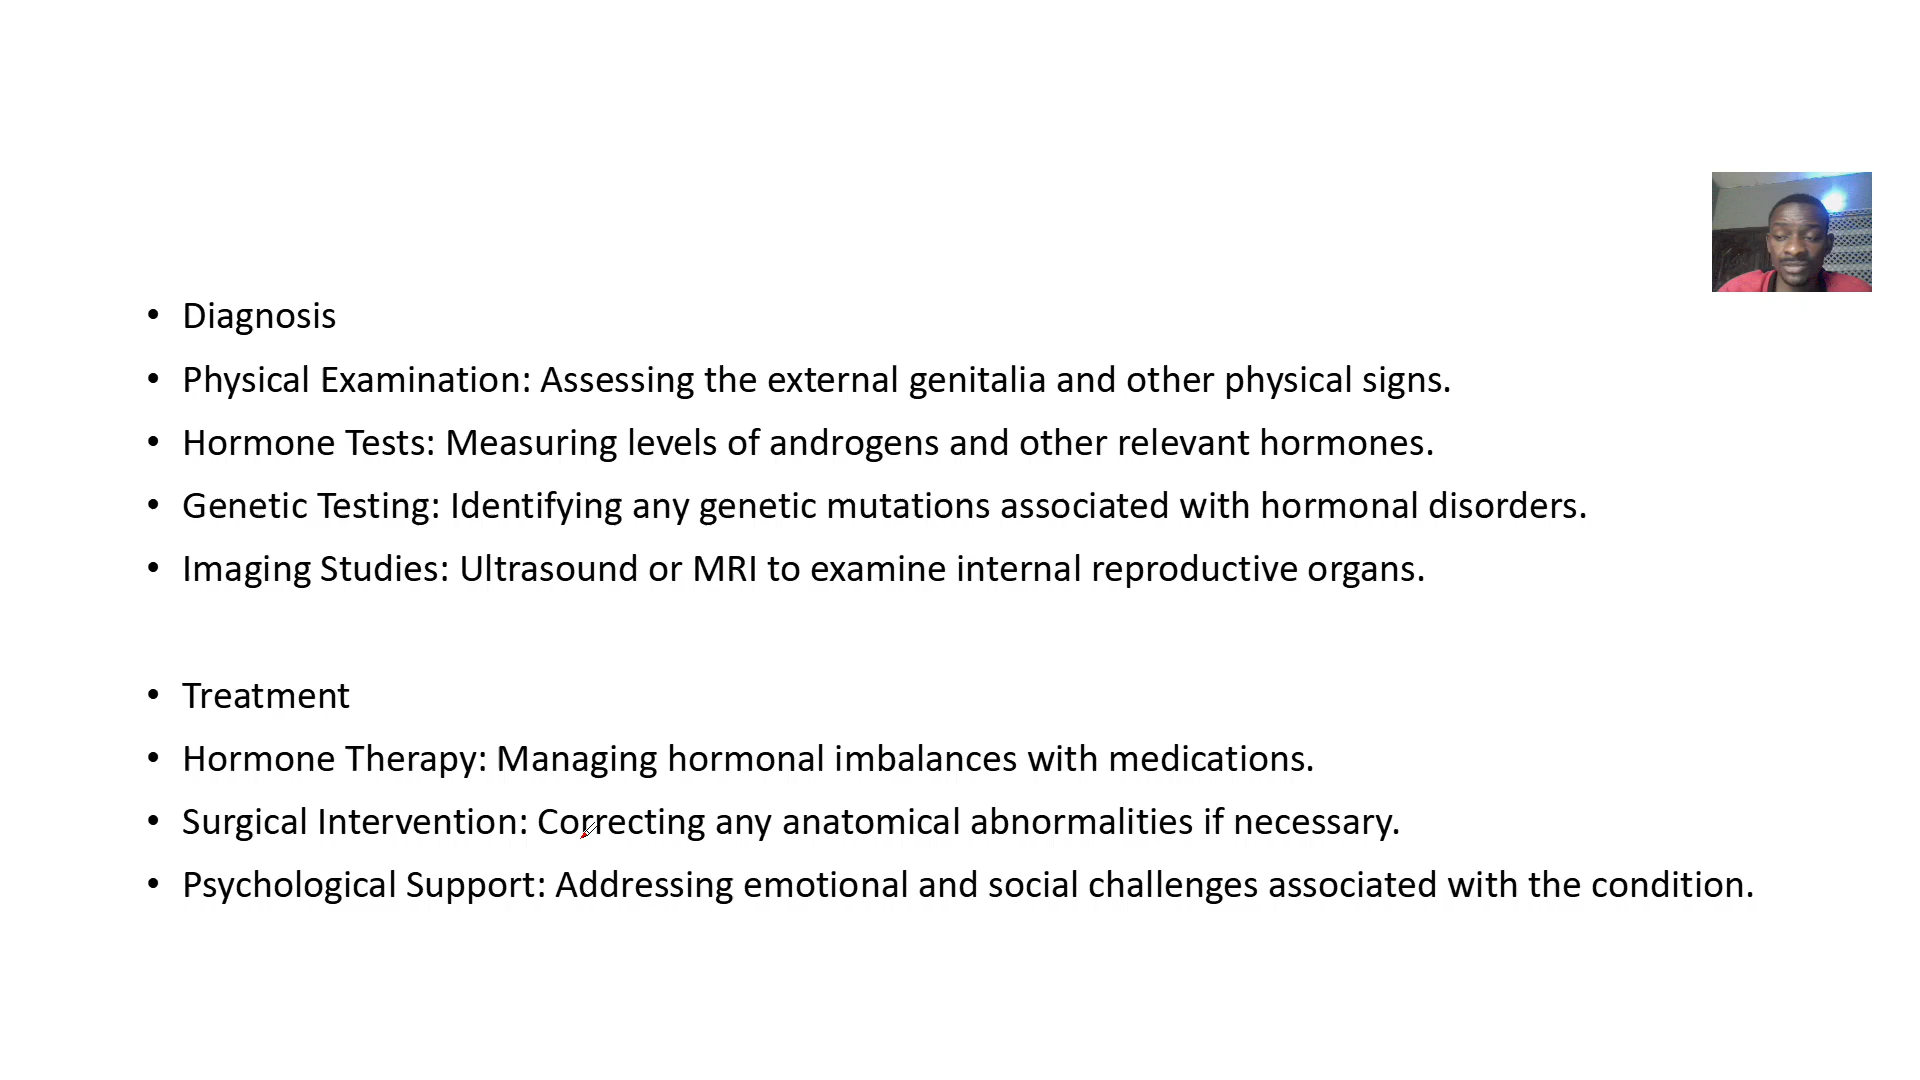 • Diagnosis
• Physical Examination: Assessing the external genitalia and other physical signs.
• Hormone Tests: Measuring levels of androgens and other relevant hormones.
• Genetic Testing: Identifying any genetic mutations associated with hormonal disorders.
• Imaging Studies: Ultrasound or MRI to examine internal reproductive organs.
• Treatment
• Hormone Therapy: Managing hormonal imbalances with medications.
• Surgical Intervention: Correcting any anatomical abnormalities if necessary.
• Psychological Support: Addressing emotional and social challenges associated with the condition.